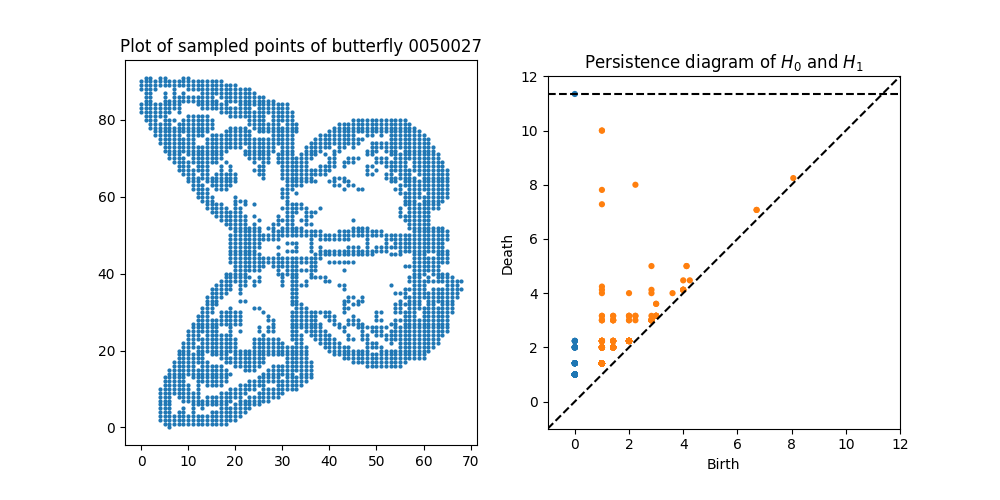 Plot of sampled points of butterfly 0050027
80
60
40
20
0
0 10 20 30 40 50 60 70
Persistence diagram of $H_0$ and $H_1$
12
10
8
6
4
2
0
Death
0 2 4 6 8 10 12
Birth